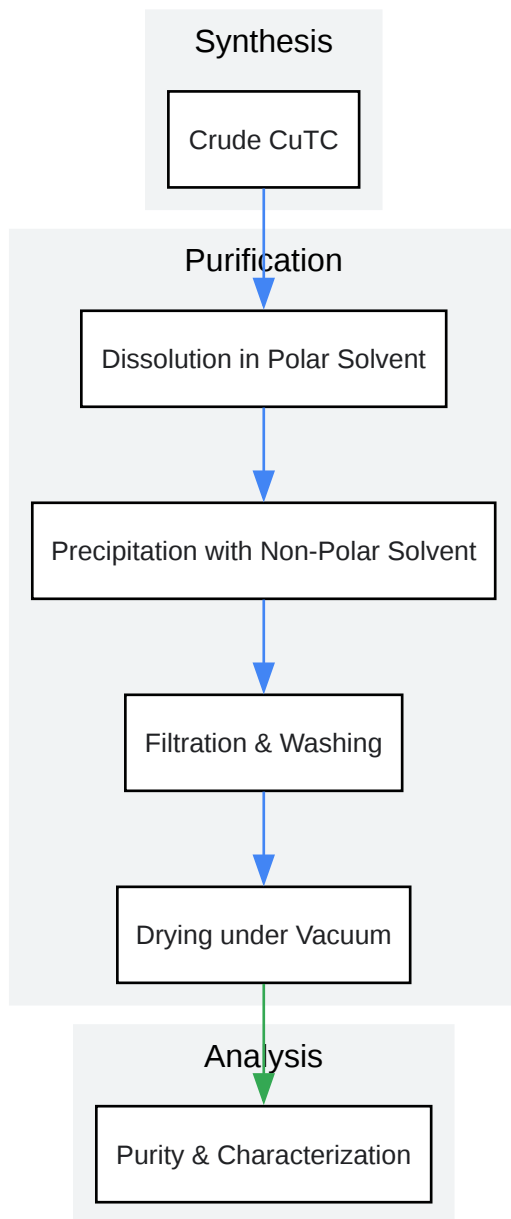 Synthesis
Crude CuTC
Purification
Dissolution in Polar Solvent
Precipitation with Non-Polar Solvent
Filtration & Washing
Drying under Vacuum
Analysis
Purity & Characterization